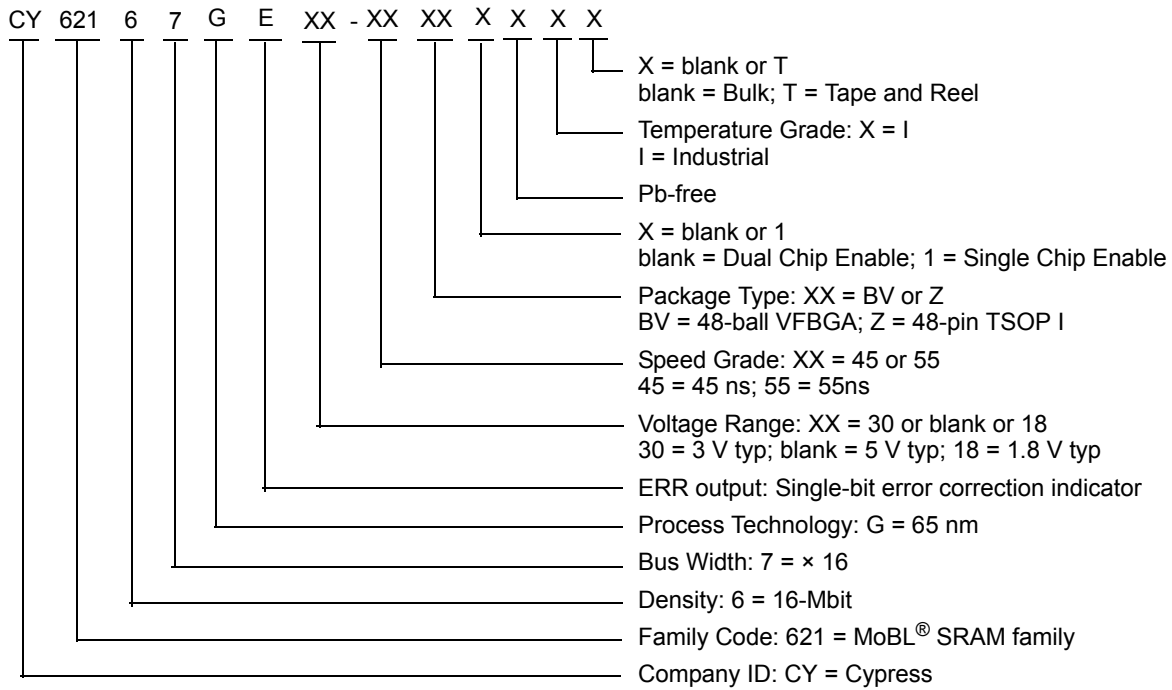 CY 621 6 7 G E XX - XX XX X X X X
X = blank or T
blank = Bulk; T = Tape and Reel
Temperature Grade: X = I
I = Industrial
Pb-free
X = blank or 1
blank = Dual Chip Enable; 1 = Single Chip Enable
Package Type: XX = BV or Z
BV = 48-ball VFBGA; Z = 48-pin TSOP I
Speed Grade: XX = 45 or 55
45 = 45 ns; 55 = 55ns
Voltage Range: XX = 30 or blank or 18
30 = 3 V typ; blank = 5 V typ; 18 = 1.8 V typ
ERR output: Single-bit error correction indicator
Process Technology: G = 65 nm
Bus Width: 7 = × 16
Density: 6 = 16-Mbit
Family Code: 621 = MoBL® SRAM family
Company ID: CY = Cypress